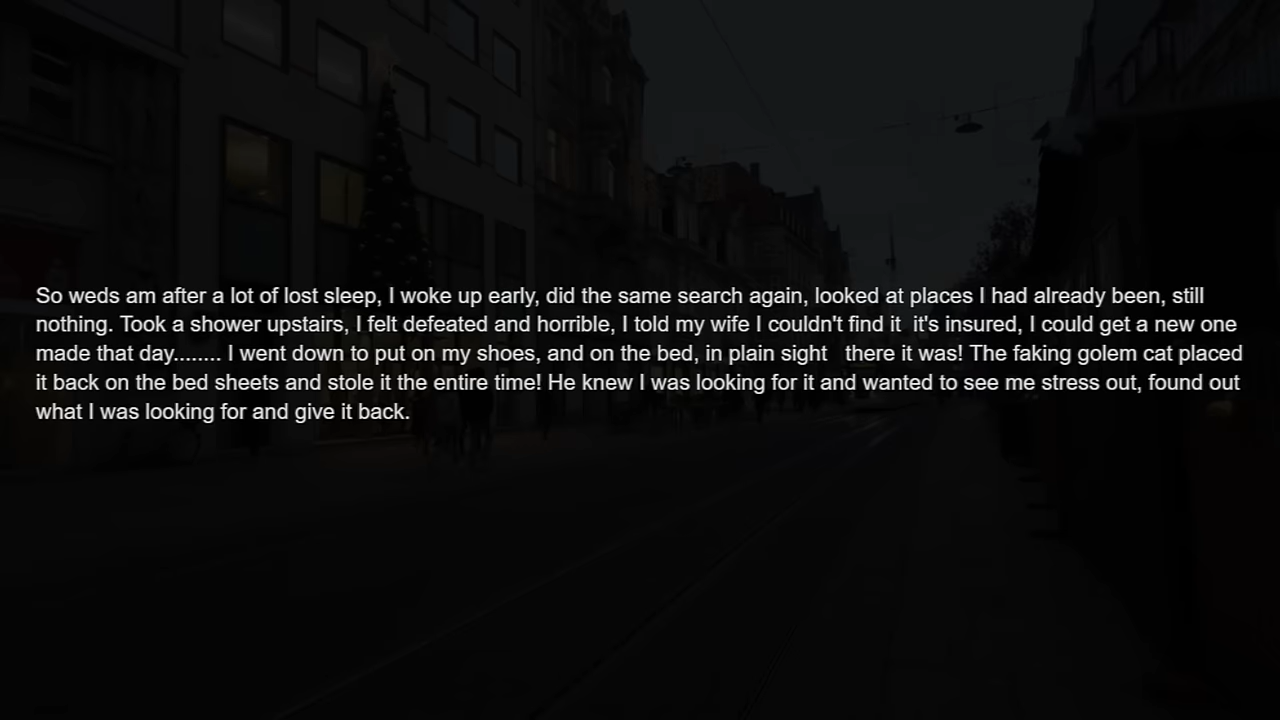 So weds am after a lot of lost sleep, I woke up early, did the same search again, looked at places I had already been, still
nothing. Took a shower upstairs, I felt defeated and horrible, I told my wife I couldn't find it  it's insured, I could get a new one
made that day........ I went down to put on my shoes, and on the bed, in plain sight   there it was! The faking golem cat placed
it back on the bed sheets and stole it the entire time! He knew I was looking for it and wanted to see me stress out, found out
what I was looking for and give it back.